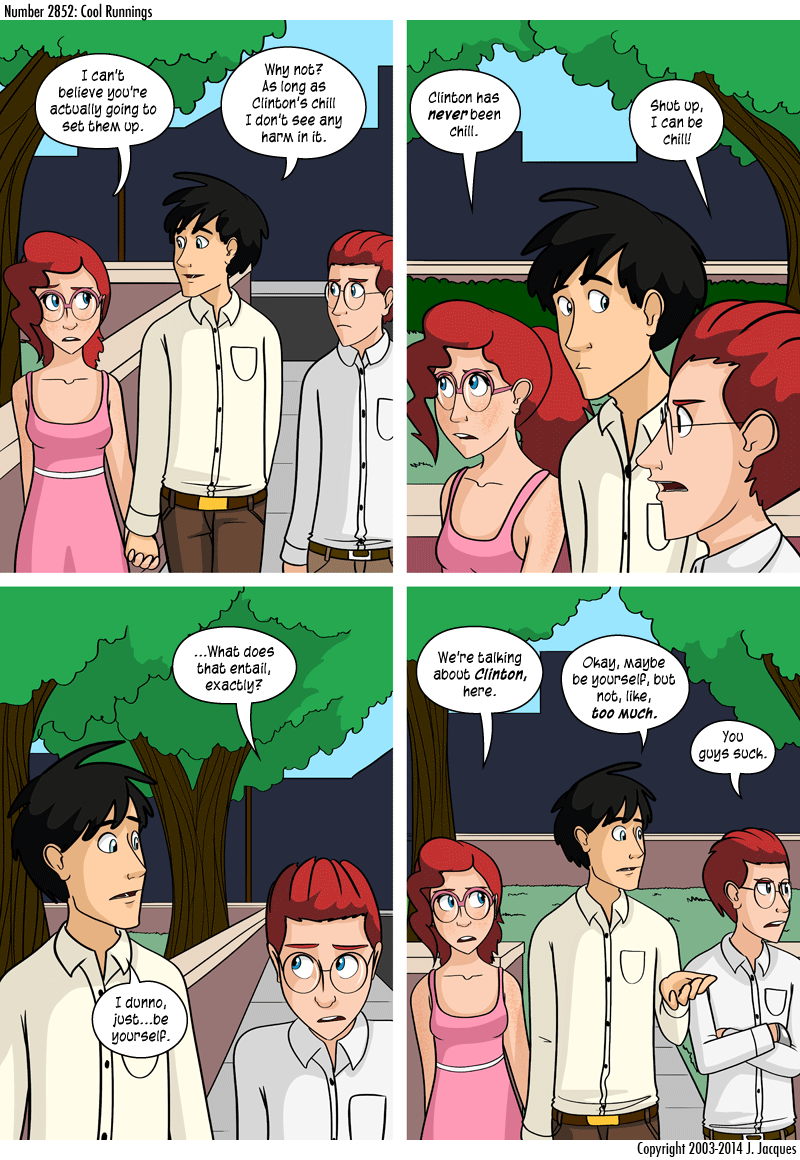 Number 2852: Cool Runnings
I can't
believe you're
actually going to
set them up.
Why not?
As long as
Clinton's chill
I don't see any
harm in it.
Clinton has
never been
chill.
Shut up,
I can be
chill!
...What does
that entail,
exactly?
I dunno,
just...be
yourself.
We're talking
about Clinton,
here.
Okay, maybe
be yourself, but
not, like,
too much.
You
guys suck.
Copyright 2003-2014 J. Jacques